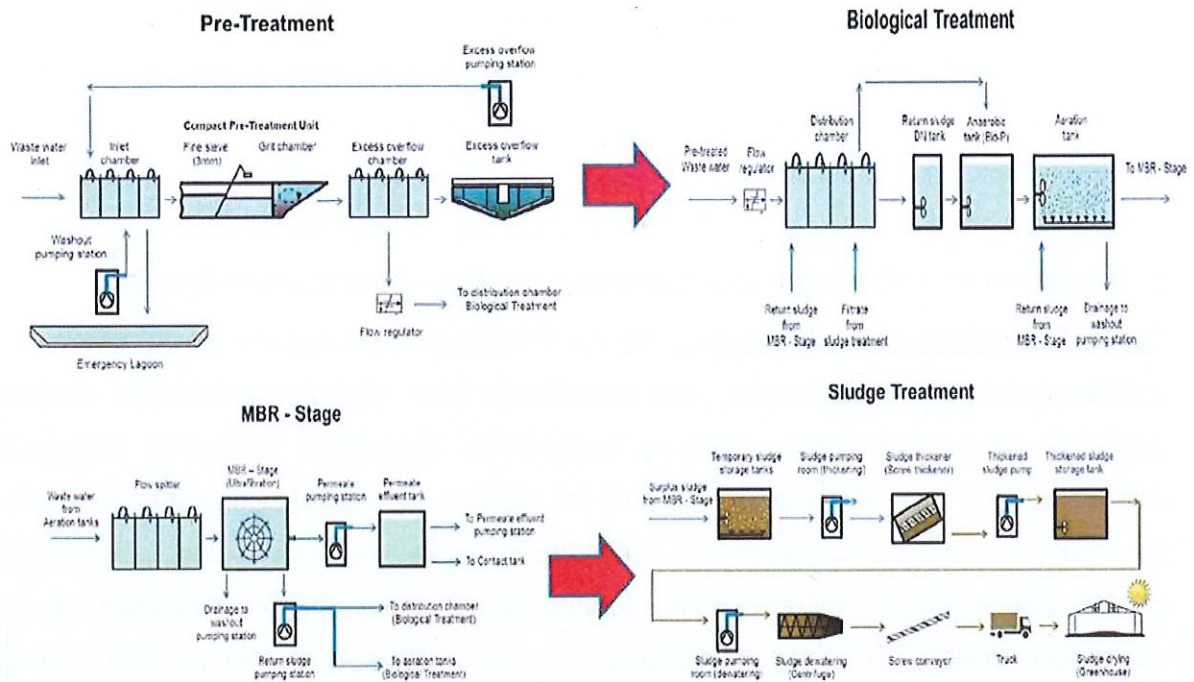 Pre-Treatment
Excess overflow
pumping station
Compact Pre-Treatment Unit
Waste water
Inlet
Inlet
chamber
Fine sieve
(3mm)
Grit chamber
Excess overflow
chamber
Excess overflow
tank
Washout
pumping station
Emergency Lagoon
Flow regulator
To distribution chamber
Biological Treatment
Biological Treatment
Pre-treated
Waste water
Flow
regulator
Distribution
chamber
Return sludge
DN tank
Anaerobic
tank (Bio-P)
Aeration
tank
To MBR - Stage
Return sludge
from
MBR - Stage
Filtrate
from
sludge treatment
Return sludge
from
MBR - Stage
Drainage to
washout
pumping station
MBR - Stage
Waste water
from
Aeration tanks
Flow spitter
MBR – Stage
(Ultrafiltration)
Permeate
pumping station
Permeate
effluent tank
To Permeate effluent
pumping station
To Contact tank
Drainage to
washout
pumping station
Return sludge
pumping station
To distribution chamber
(Biological Treatment)
To aeration tanks
(Biological Treatment)
Sludge Treatment
Surplus sludge
from MBR - Stage
Temporary sludge
storage tanks
Sludge pumping
room (thickening)
Sludge thickener
(Screw thickener)
Thickened
sludge pump
Thickened sludge
storage tank
Sludge pumping
room (dewatering)
Sludge dewatering
(Centrifuge)
Screw conveyor
Truck
Sludge drying
(Greenhouse)